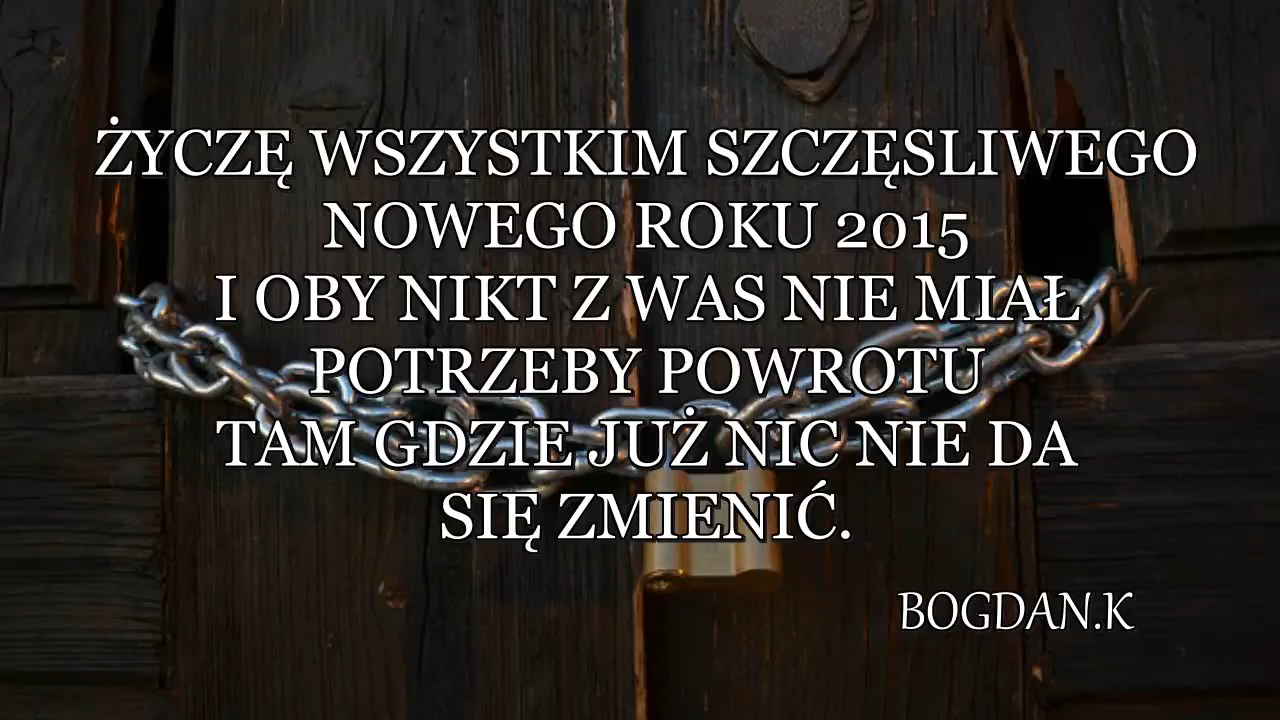 ŻYCZĘ WSZYSTKIM SZCZĘSLIWEGO
NOWEGO ROKU 2015
I OBY NIKT Z WAS NIE MIAŁ
POTRZEBY POWROTU
TAM GDZIE JUŻ NIC NIE DA
SIĘ ZMIENIĆ.
BOGDAN.K